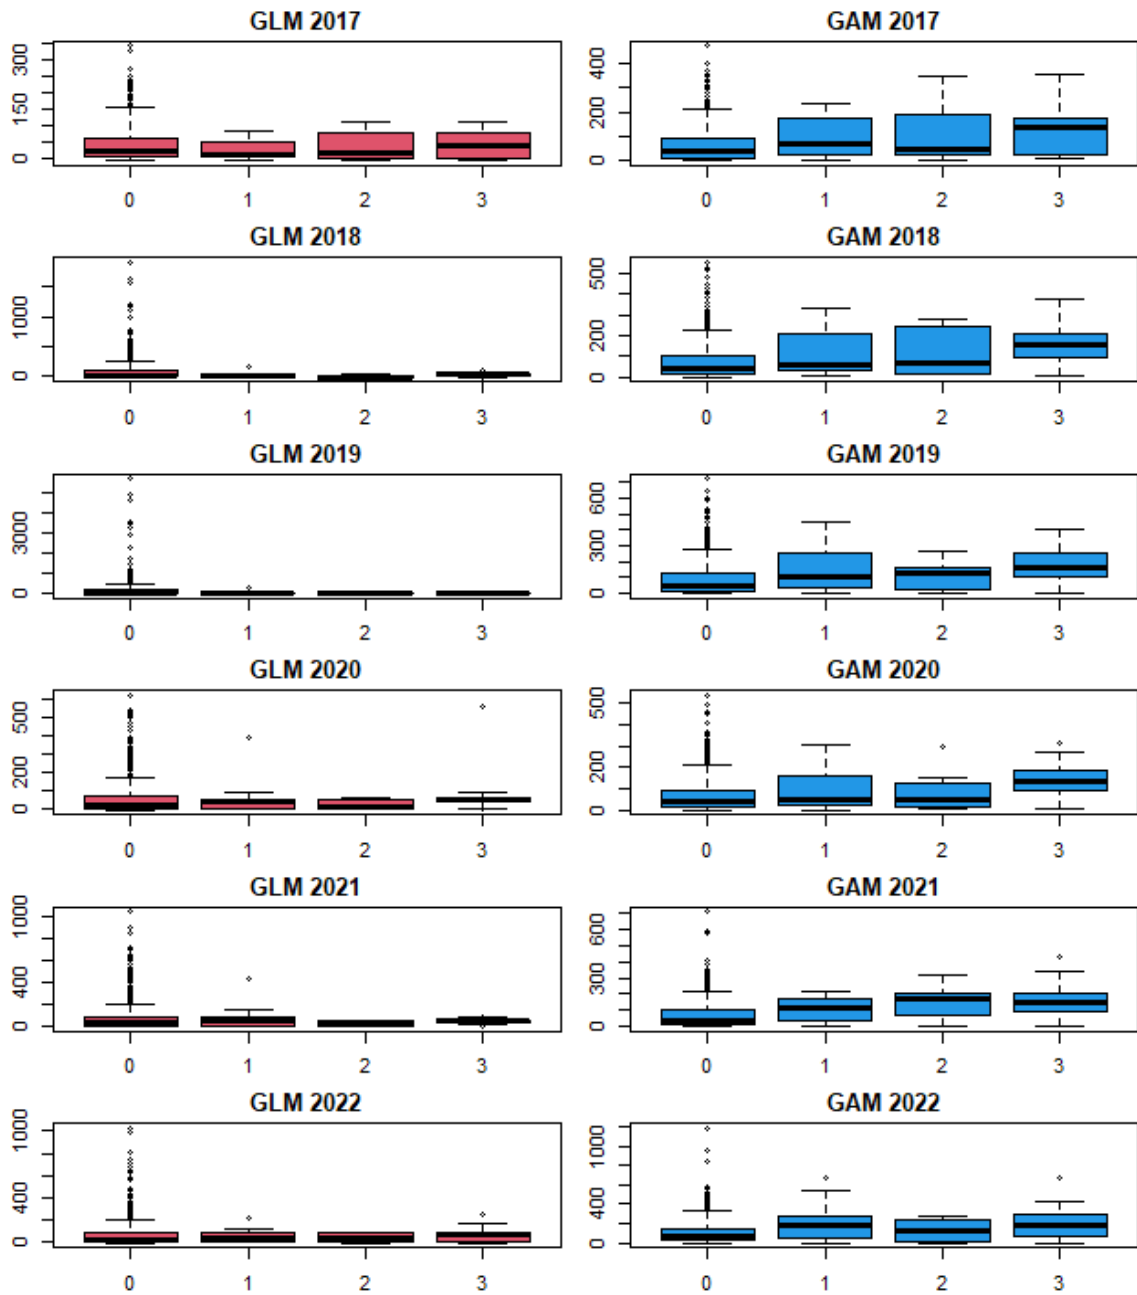 GLM 2017 GAM 2017
300 400
150 200
0 0
0 1 2 3 0 1 2 3
GLM 2018 GAM 2018
1000 500
0 200
0
0 1 2 3 0 1 2 3
GLM 2019 GAM 2019
3000 600
0 300
0
0 1 2 3 0 1 2 3
GLM 2020 GAM 2020
500 500
200 200
0 0
0 1 2 3 0 1 2 3
GLM 2021 GAM 2021
1000 600
400 300
0 0
0 1 2 3 0 1 2 3
GLM 2022 GAM 2022
1000 1000
400 400
0 0
0 1 2 3 0 1 2 3